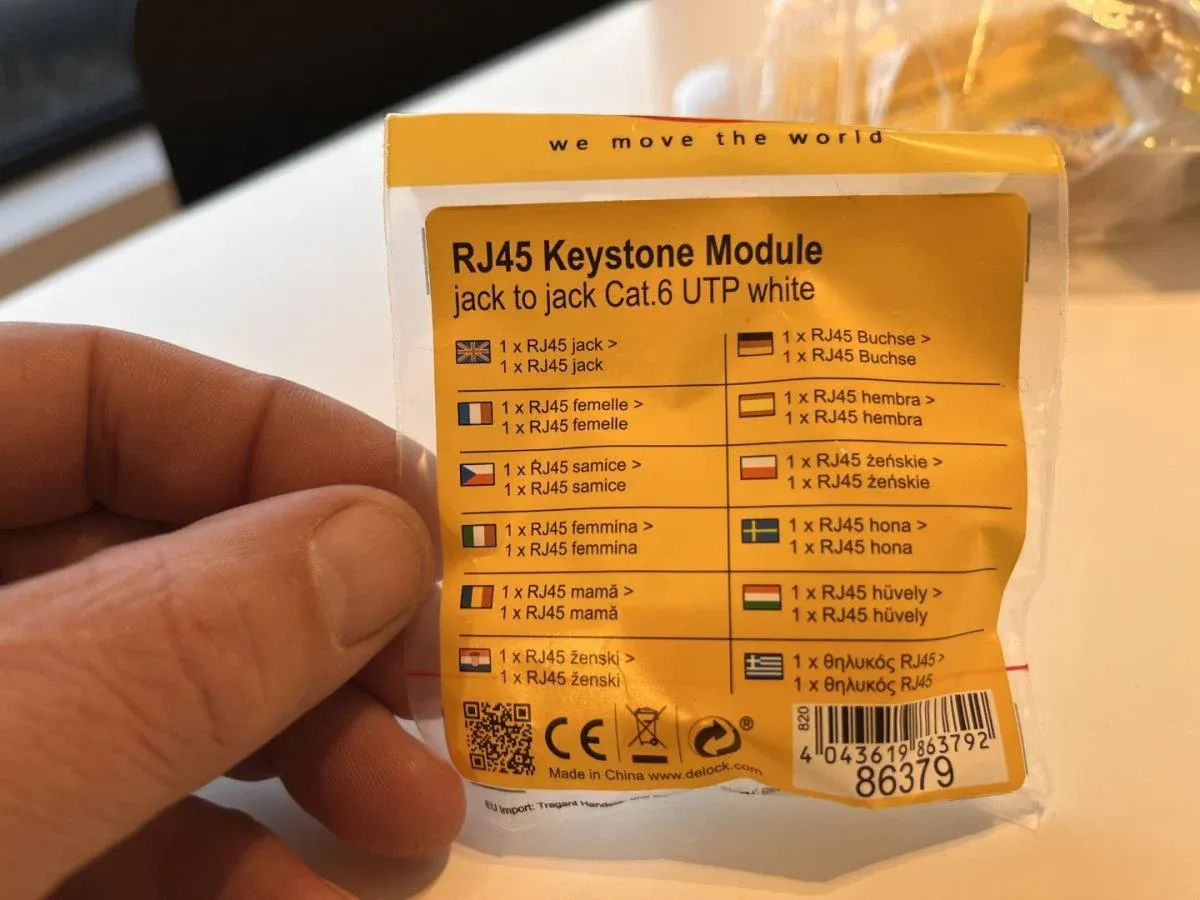 we move the world
RJ45 Keystone Module
jack to jack Cat.6 UTP white
1 x RJ45 jack >
1 x RJ45 jack
1 x RJ45 Buchse >
1 x RJ45 Buchse
1 x RJ45 femelle >
1 x RJ45 femelle
1 x RJ45 hembra >
1 x RJ45 hembra
1 x RJ45 samice >
1 x RJ45 samice
1 x RJ45 żeńskie >
1 x RJ45 żeńskie
1 x RJ45 femmina >
1 x RJ45 femmina
1 x RJ45 hona >
1 x RJ45 hona
1 x RJ45 mamă >
1 x RJ45 mamă
1 x RJ45 hüvely >
1 x RJ45 hüvely
1 x RJ45 ženski >
1 x RJ45 ženski
1 x θηλυκός RJ45 >
1 x θηλυκός RJ45
CE
®
820
4 043619 863792
86379
Made in China www.delock.com
EU Import: Tragant